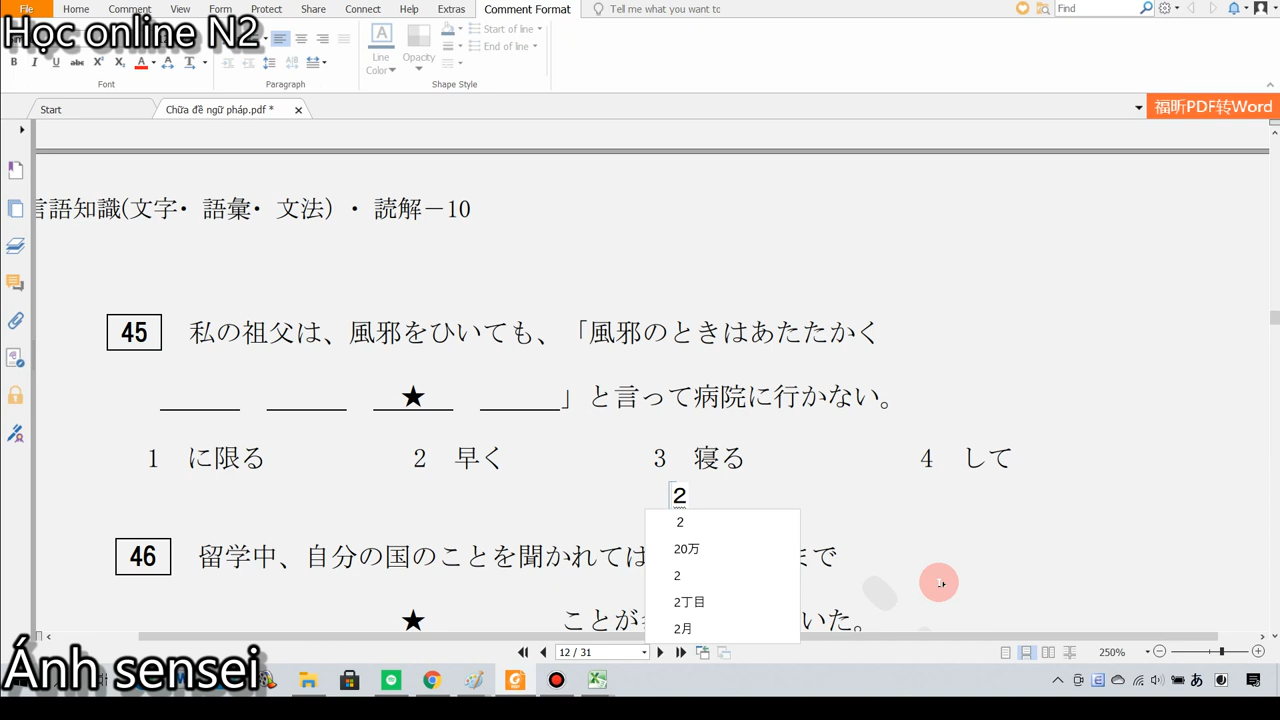 File Home Comment View Form Protect Share Connect Help Extras Comment Format Tell me what you want to Find
Học online N2
Start of line
End of line
Line Color
Opacity
Font Paragraph Shape Style
Start Chữa đề ngữ pháp.pdf *
福昕PDF转Word
言語知識(文字・ 語彙・ 文法) ・ 読解－10
45 私の祖父は、風邪をひいても、「風邪のときはあたたかく
★ 」と言って病院に行かない。
1 に限る 2 早く 3 寝る 4 して
2
2
20万
2
2丁目
2月
46 留学中、自分の国のことを聞かれては まで
★ ことが いた。
12 / 31
250%
Ánh sensei
あ